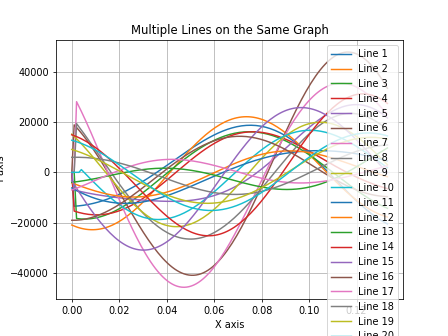 Multiple Lines on the Same Graph
40000
20000
0
−20000
−40000
0.00
0.02
0.04
0.06
0.08
0.10
X axis
axis
Line 1
Line 2
Line 3
Line 4
Line 5
Line 6
Line 7
Line 8
Line 9
Line 10
Line 11
Line 12
Line 13
Line 14
Line 15
Line 16
Line 17
Line 18
Line 19
Line 20